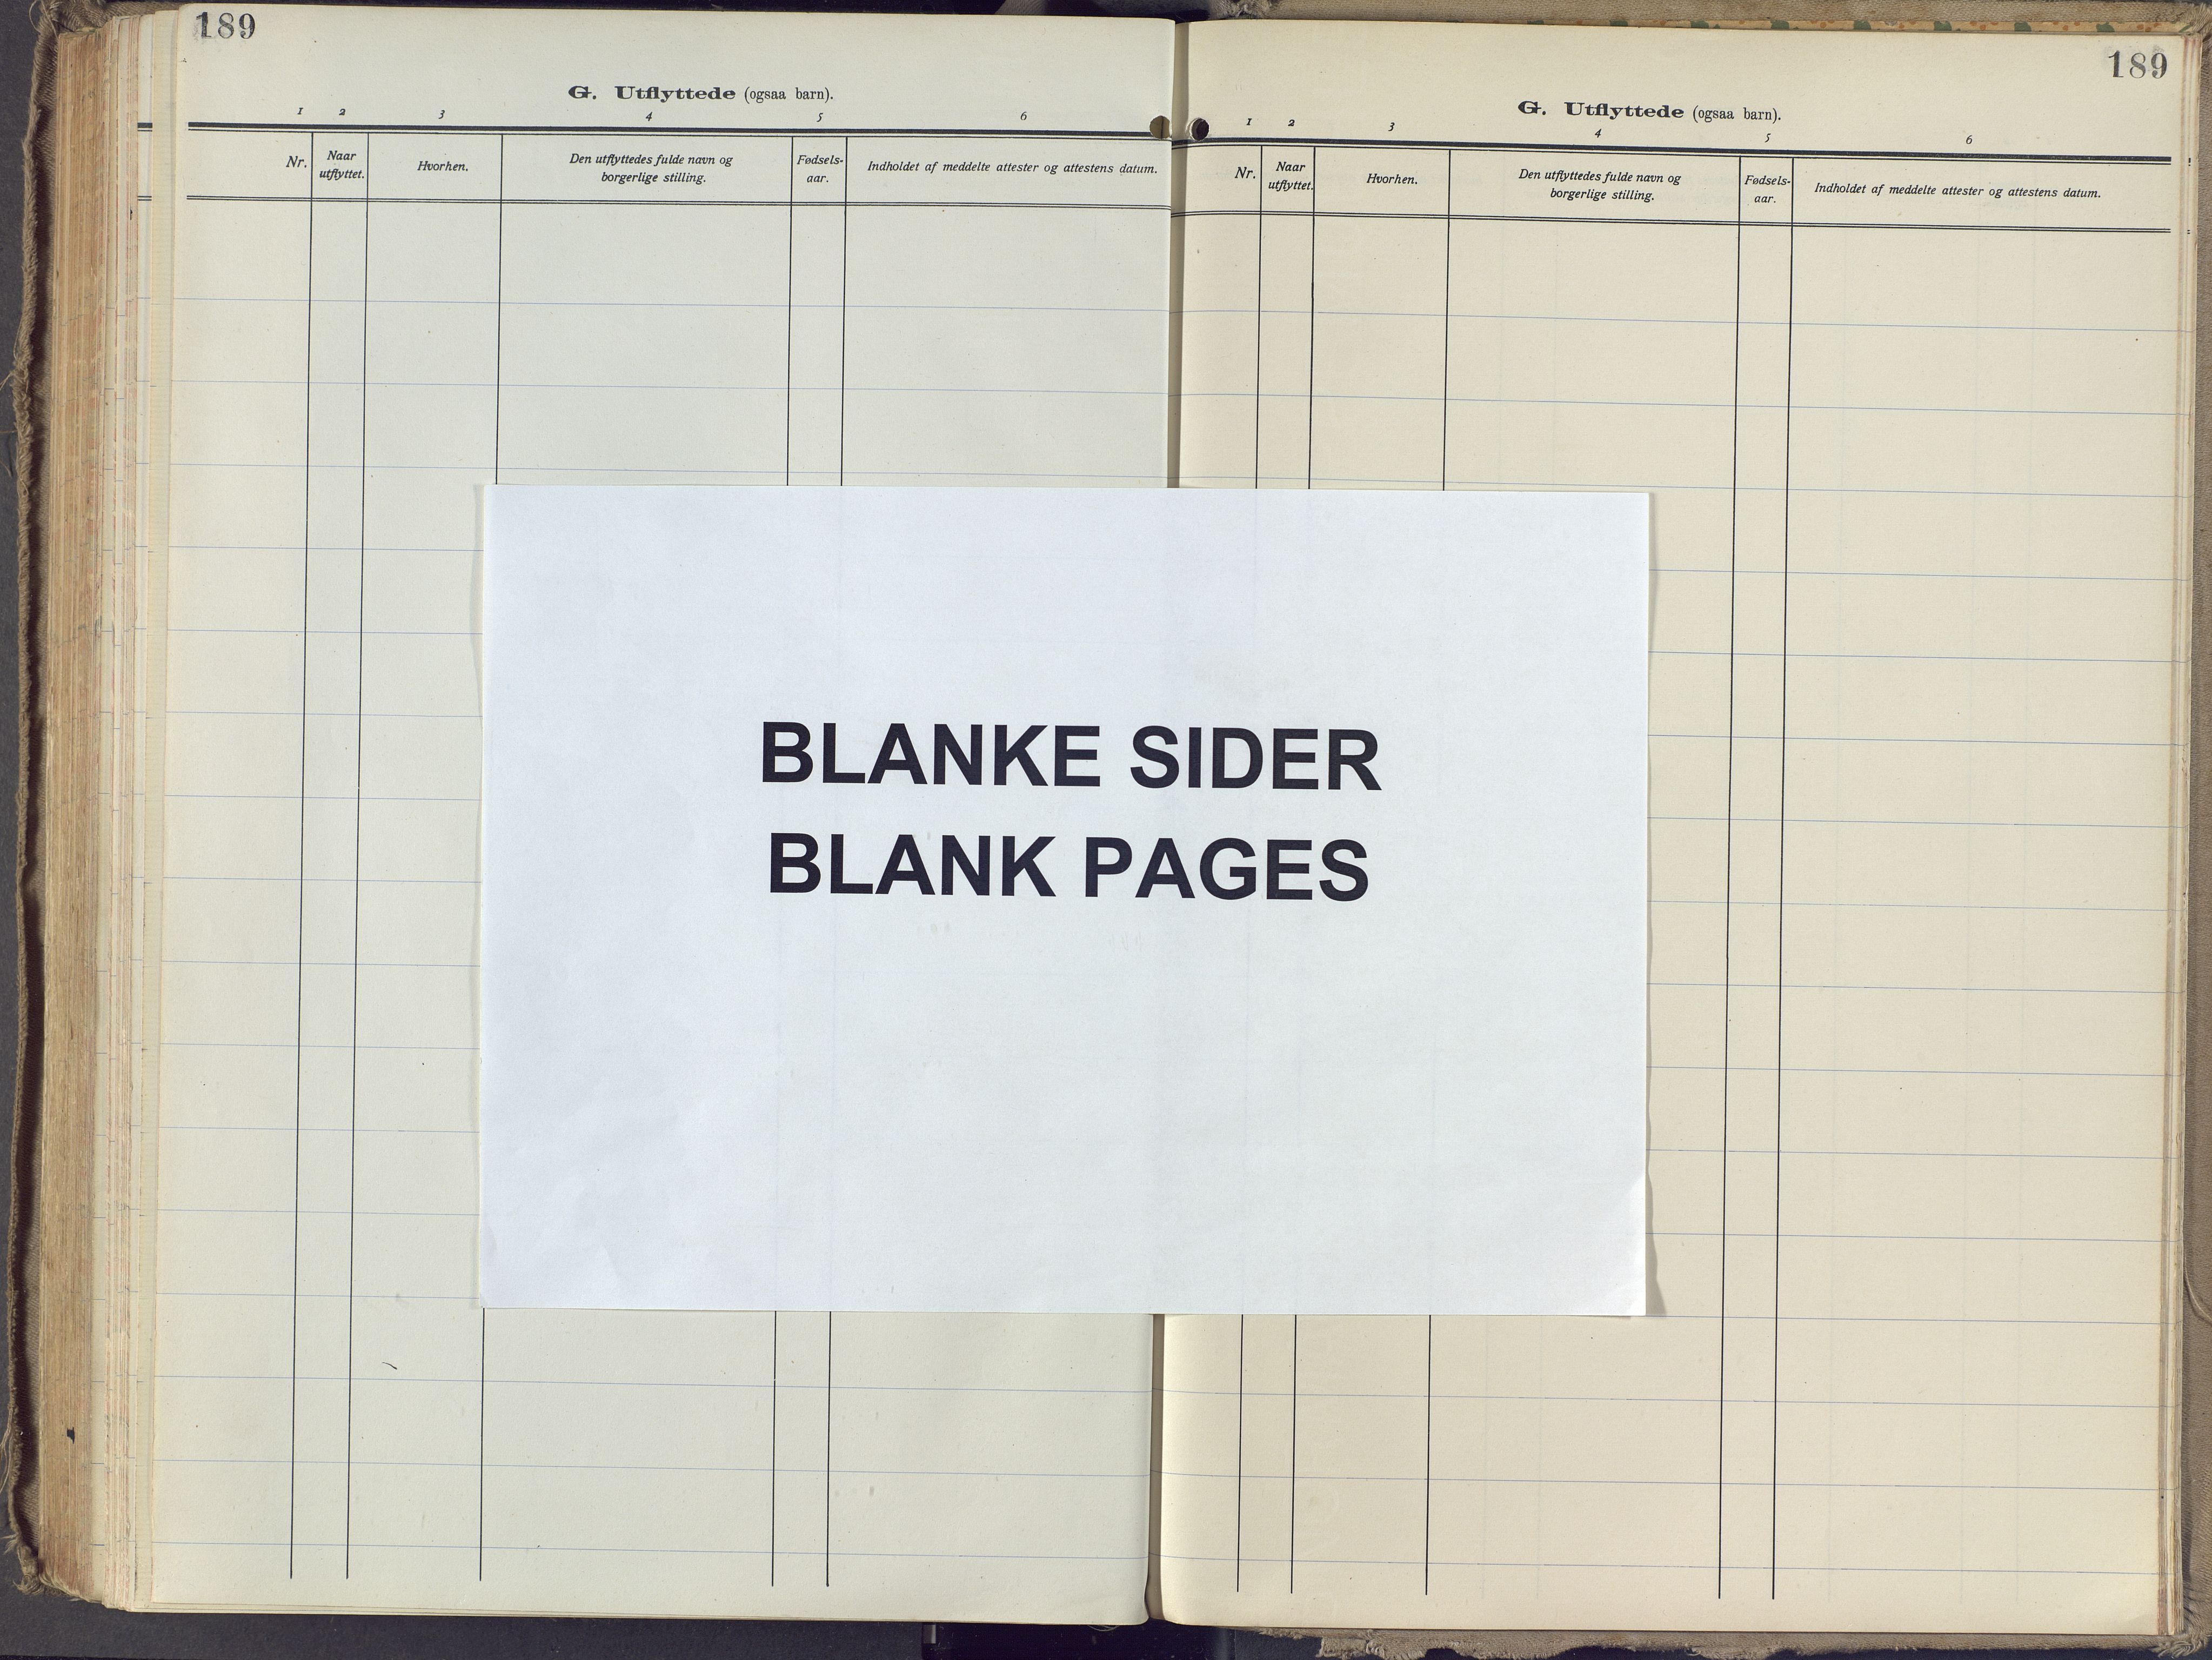 189
G. Utflyttede (ogsaa barn).
1 2 3 4 5 6
Nr. Naar utflyttet. Hvorhen. Den utflyttedes fulde navn og borgerlige stilling. Fødsels-aar. Indholdet af meddelte attester og attestens datum.
189
G. Utflyttede (ogsaa barn).
1 2 3 4 5 6
Nr. Naar utflyttet. Hvorhen. Den utflyttedes fulde navn og borgerlige stilling. Fødsels-aar. Indholdet af meddelte attester og attestens datum.
BLANKE SIDER
BLANK PAGES